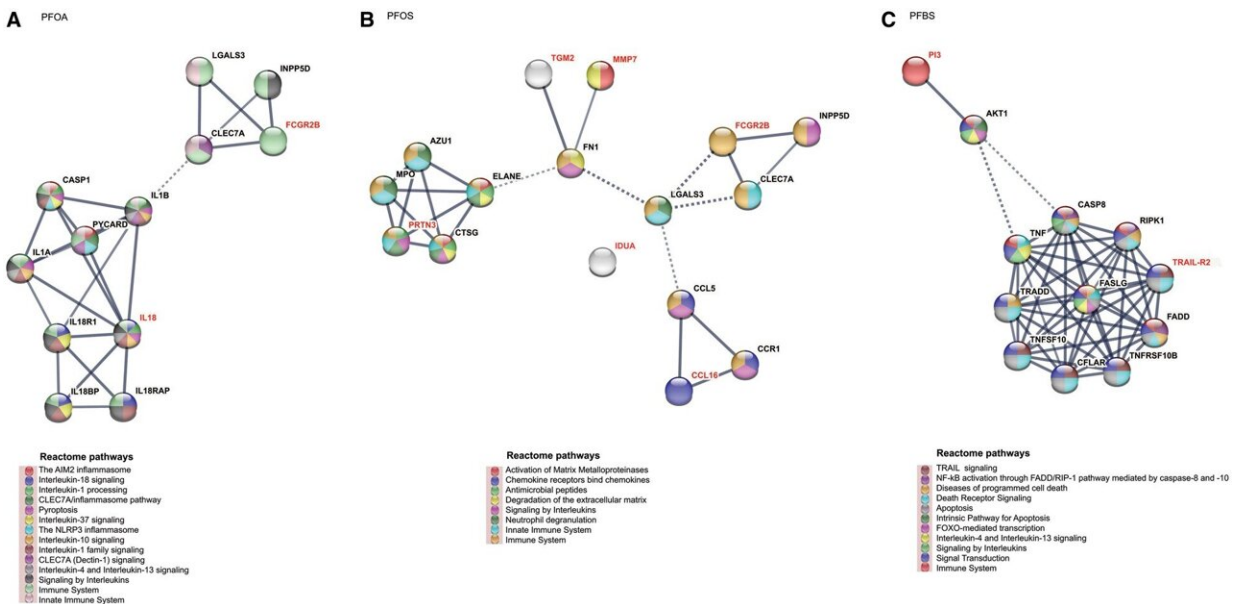 A PFOA
LGALS3
INPP5D
FCGR2B
CLEC7A
CASP1
IL1B
PYCARD
IL1A
IL18R1
IL18
IL18BP
IL18RAP
Reactome pathways
The AIM2 inflammasome
Interleukin-18 signaling
Interleukin-1 processing
CLEC7A/inflammasome pathway
Pyroptosis
Interleukin-37 signaling
The NLRP3 inflammasome
Interleukin-10 signaling
Interleukin-1 family signaling
CLEC7A (Dectin-1) signaling
Interleukin-4 and Interleukin-13 signaling
Signaling by Interleukins
Immune System
Innate Immune System
B PFOS
TGM2
MMP7
FCGR2B
INPP5D
AZU1
FN1
MPO
ELANE
CLEC7A
LGALS3
PRTN3
CTSG
IDUA
CCL5
CCR1
CCL16
Reactome pathways
Activation of Matrix Metalloproteinases
Chemokine receptors bind chemokines
Antimicrobial peptides
Degradation of the extracellular matrix
Signaling by Interleukins
Neutrophil degranulation
Innate Immune System
Immune System
C PFBS
PI3
AKT1
CASP8
RIPK1
TNF
TRAIL-R2
TRADD
FASLG
FADD
TNFSF10
CFLAR
TNFRSF10B
Reactome pathways
TRAIL signaling
NF-kB activation through FADD/RIP-1 pathway mediated by caspase-8 and -10
Diseases of programmed cell death
Death Receptor Signaling
Apoptosis
Intrinsic Pathway for Apoptosis
FOXO-mediated transcription
Interleukin-4 and Interleukin-13 signaling
Signaling by Interleukins
Signal Transduction
Immune System